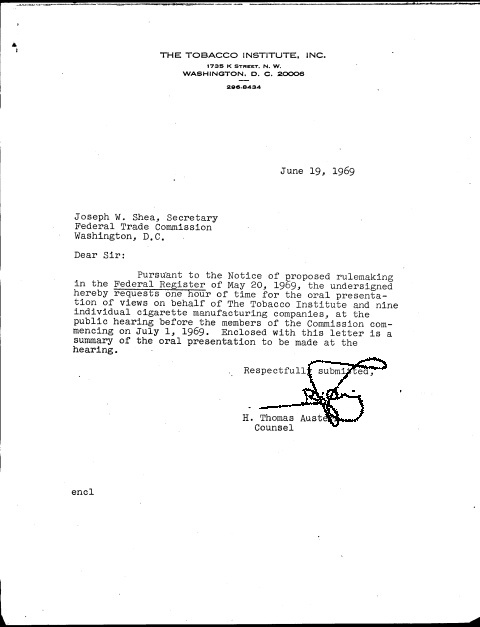 THE TOBACCO INSTITUTE, INC.
1735 K STREET, N. W.
WASHINGTON, D. C. 20006
296-8434
June 19, 1969
Joseph W. Shea, Secretary
Federal Trade Commission
Washington, D.C.
Dear Sir:
Pursuant to the Notice of proposed rulemaking
in the Federal Register of May 20, 1969, the undersigned
hereby requests one hour of time for the oral presenta-
tion of views on behalf of The Tobacco Institute and nine
individual cigarette manufacturing companies, at the
public hearing before the members of the Commission com-
mencing on July 1, 1969. Enclosed with this letter is a
summary of the oral presentation to be made at the
hearing.
Respectfully submitted,
H. Thomas
Counsel
encl